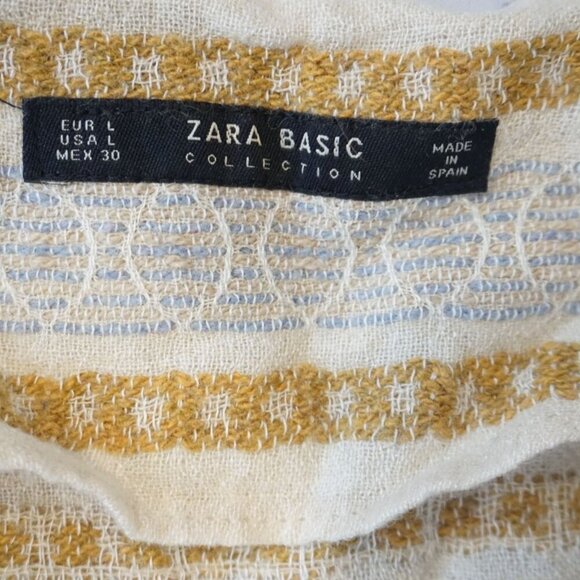 EUR L
USA L
MEX 30
ZARA BASIC
COLLECTION
MADE
IN
SPAIN